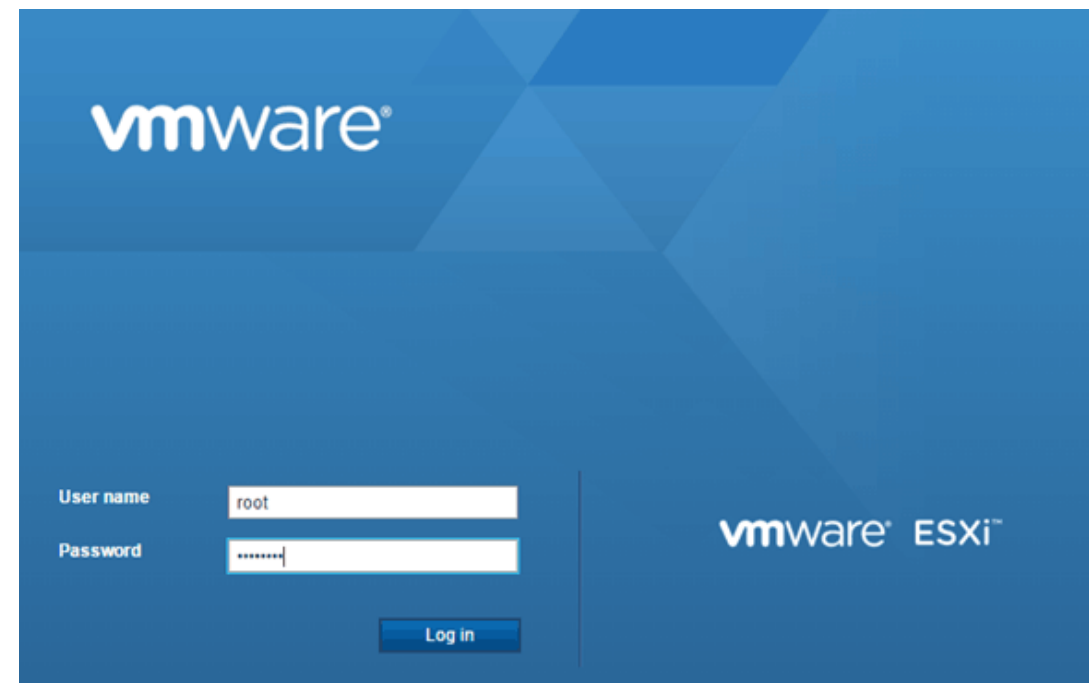 vmware®
User name
root
Password
••••••••
vmware® ESXi™
Log in